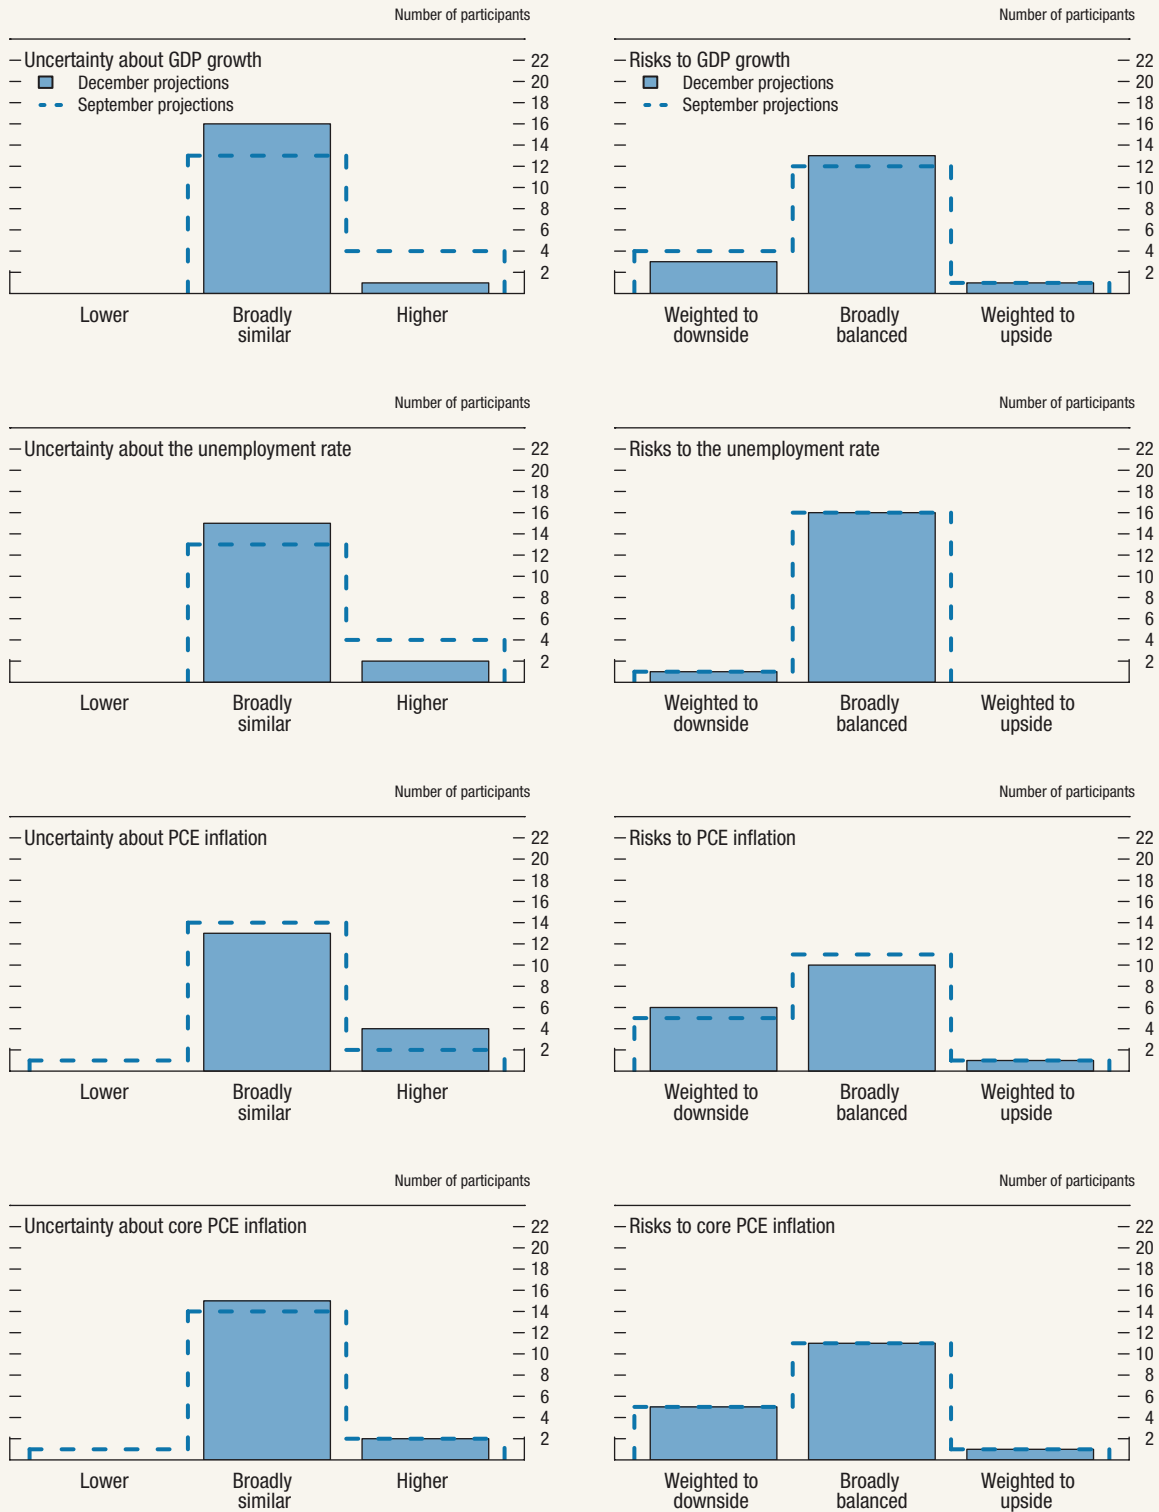 Number of participants
Uncertainty about GDP growth
December projections
September projections
22
20
18
16
14
12
10
8
6
4
2
Lower
Broadly
similar
Higher
Number of participants
Risks to GDP growth
December projections
September projections
22
20
18
16
14
12
10
8
6
4
2
Weighted to
downside
Broadly
balanced
Weighted to
upside
Number of participants
Uncertainty about the unemployment rate
22
20
18
16
14
12
10
8
6
4
2
Lower
Broadly
similar
Higher
Number of participants
Risks to the unemployment rate
22
20
18
16
14
12
10
8
6
4
2
Weighted to
downside
Broadly
balanced
Weighted to
upside
Number of participants
Uncertainty about PCE inflation
22
20
18
16
14
12
10
8
6
4
2
Lower
Broadly
similar
Higher
Number of participants
Risks to PCE inflation
22
20
18
16
14
12
10
8
6
4
2
Weighted to
downside
Broadly
balanced
Weighted to
upside
Number of participants
Uncertainty about core PCE inflation
22
20
18
16
14
12
10
8
6
4
2
Lower
Broadly
similar
Higher
Number of participants
Risks to core PCE inflation
22
20
18
16
14
12
10
8
6
4
2
Weighted to
downside
Broadly
balanced
Weighted to
upside